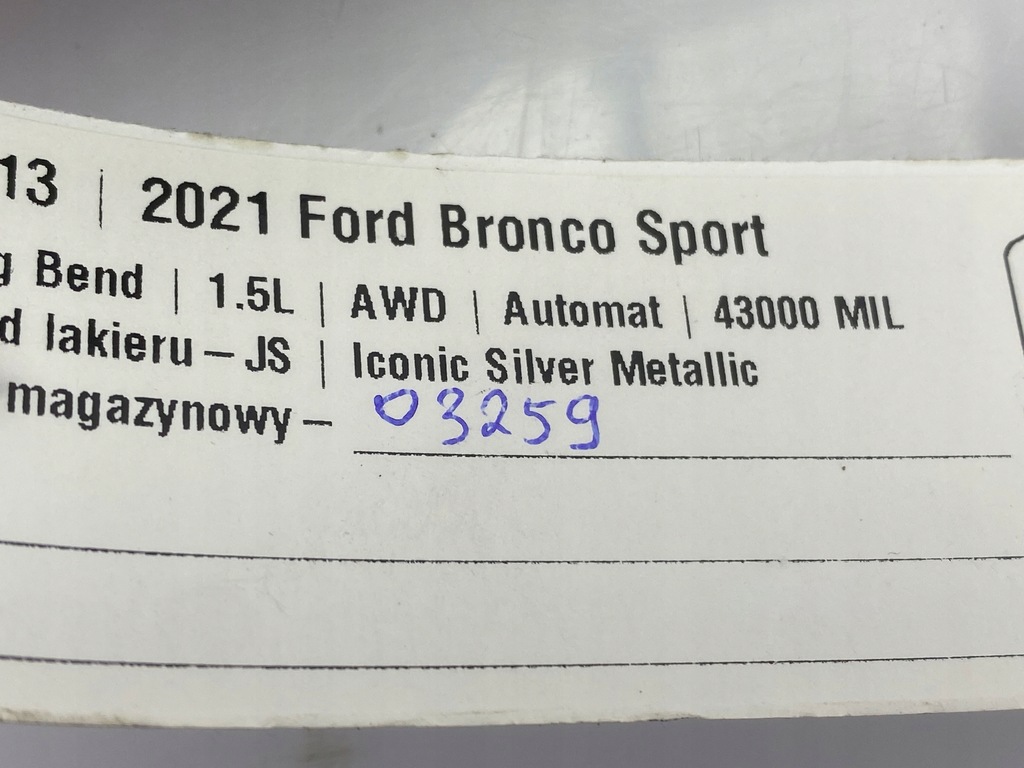 13 | 2021 Ford Bronco Sport
g Bend | 1.5L | AWD | Automat | 43000 MIL
d lakieru – JS | Iconic Silver Metallic
magazynowy – 03259